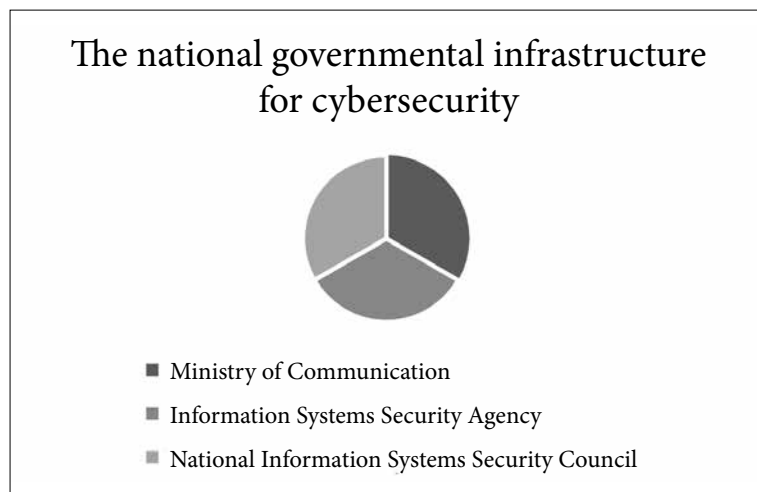 The national governmental infrastructure
for cybersecurity
Ministry of Communication
Information Systems Security Agency
National Information Systems Security Council